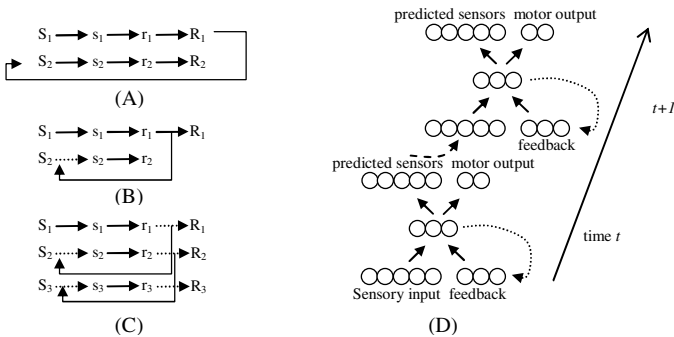 S1 s1 r1 R1
S2 s2 r2 R2
(A)
S1 s1 r1 R1
S2 s2 r2
(B)
S1 s1 r1 R1
S2 s2 r2 R2
S3 s3 r3 R3
(C)
predicted sensors motor output
t+1
feedback
predicted sensors motor output
time t
Sensory input feedback
(D)